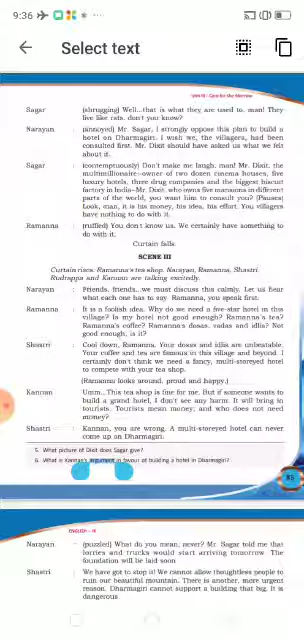 9:36
Select text
Unit III : Care for the Morrow
Sagar : (shrugging) Well...that is what they are used to, man! They
live like rats, don't you know?
Narayan : (annoyed) Mr. Sagar, I strongly oppose this plan to build a
hotel on Dharmagiri. I wish we, the villagers, had been
consulted first. Mr. Dixit should have asked us what we felt
about it.
Sagar : (contemptuously) Don't make me laugh, man! Mr. Dixit, the
multimillionaire-owner of two dozen cinema houses, five
luxury hotels, three drug companies and the biggest biscuit
factory in India-Mr. Dixit, who owns five mansions in different
parts of the world, you want him to consult you? (Pauses)
Look, man, it is his money, his idea, his effort. You villagers
have nothing to do with it.
Ramanna : (ruffled) You don't know us. We certainly have something to
do with it.
Curtain falls.
SCENE III
Curtain rises. Ramanna's tea shop. Narayan, Ramanna, Shastri,
Rudrappa and Kannan are talking excitedly.
Narayan : Friends, friends...we must discuss this calmly. Let us hear
what each one has to say. Ramanna, you speak first.
Ramanna : It is a foolish idea. Why do we need a five-star hotel in this
village? Is my hotel not good enough? Ramanna's tea?
Ramanna's coffee? Ramanna's dosas, vadas and idlis? Not
good enough, is it?
Shastri : Cool down, Ramanna. Your dosas and idlis are unbeatable.
Your coffee and tea are famous in this village and beyond. I
certainly don't think we need a fancy, multi-storeyed hotel
to compete with your tea shop.
(Ramanna looks around, proud and happy.)
Kannan : Umm...This tea shop is fine for me. But if someone wants to
build a grand hotel, I don't see any harm. It will bring in
tourists. Tourists mean money; and who does not need
money?
Shastri : Kannan, you are wrong. A multi-storeyed hotel can never
come up on Dharmagiri.
5. What picture of Dixit does Sagar give?
6. What is Kannan's argument in favour of building a hotel in Dharmagiri?
85
ENGLISH - IX
Narayan : (puzzled) What do you mean, never? Mr. Sagar told me that
lorries and trucks would start arriving tomorrow. The
foundation will be laid soon.
Shastri : We have got to stop it! We cannot allow thoughtless people to
ruin our beautiful mountain. There is another, more urgent
reason. Dharmagiri cannot support a building that big. It is
dangerous.